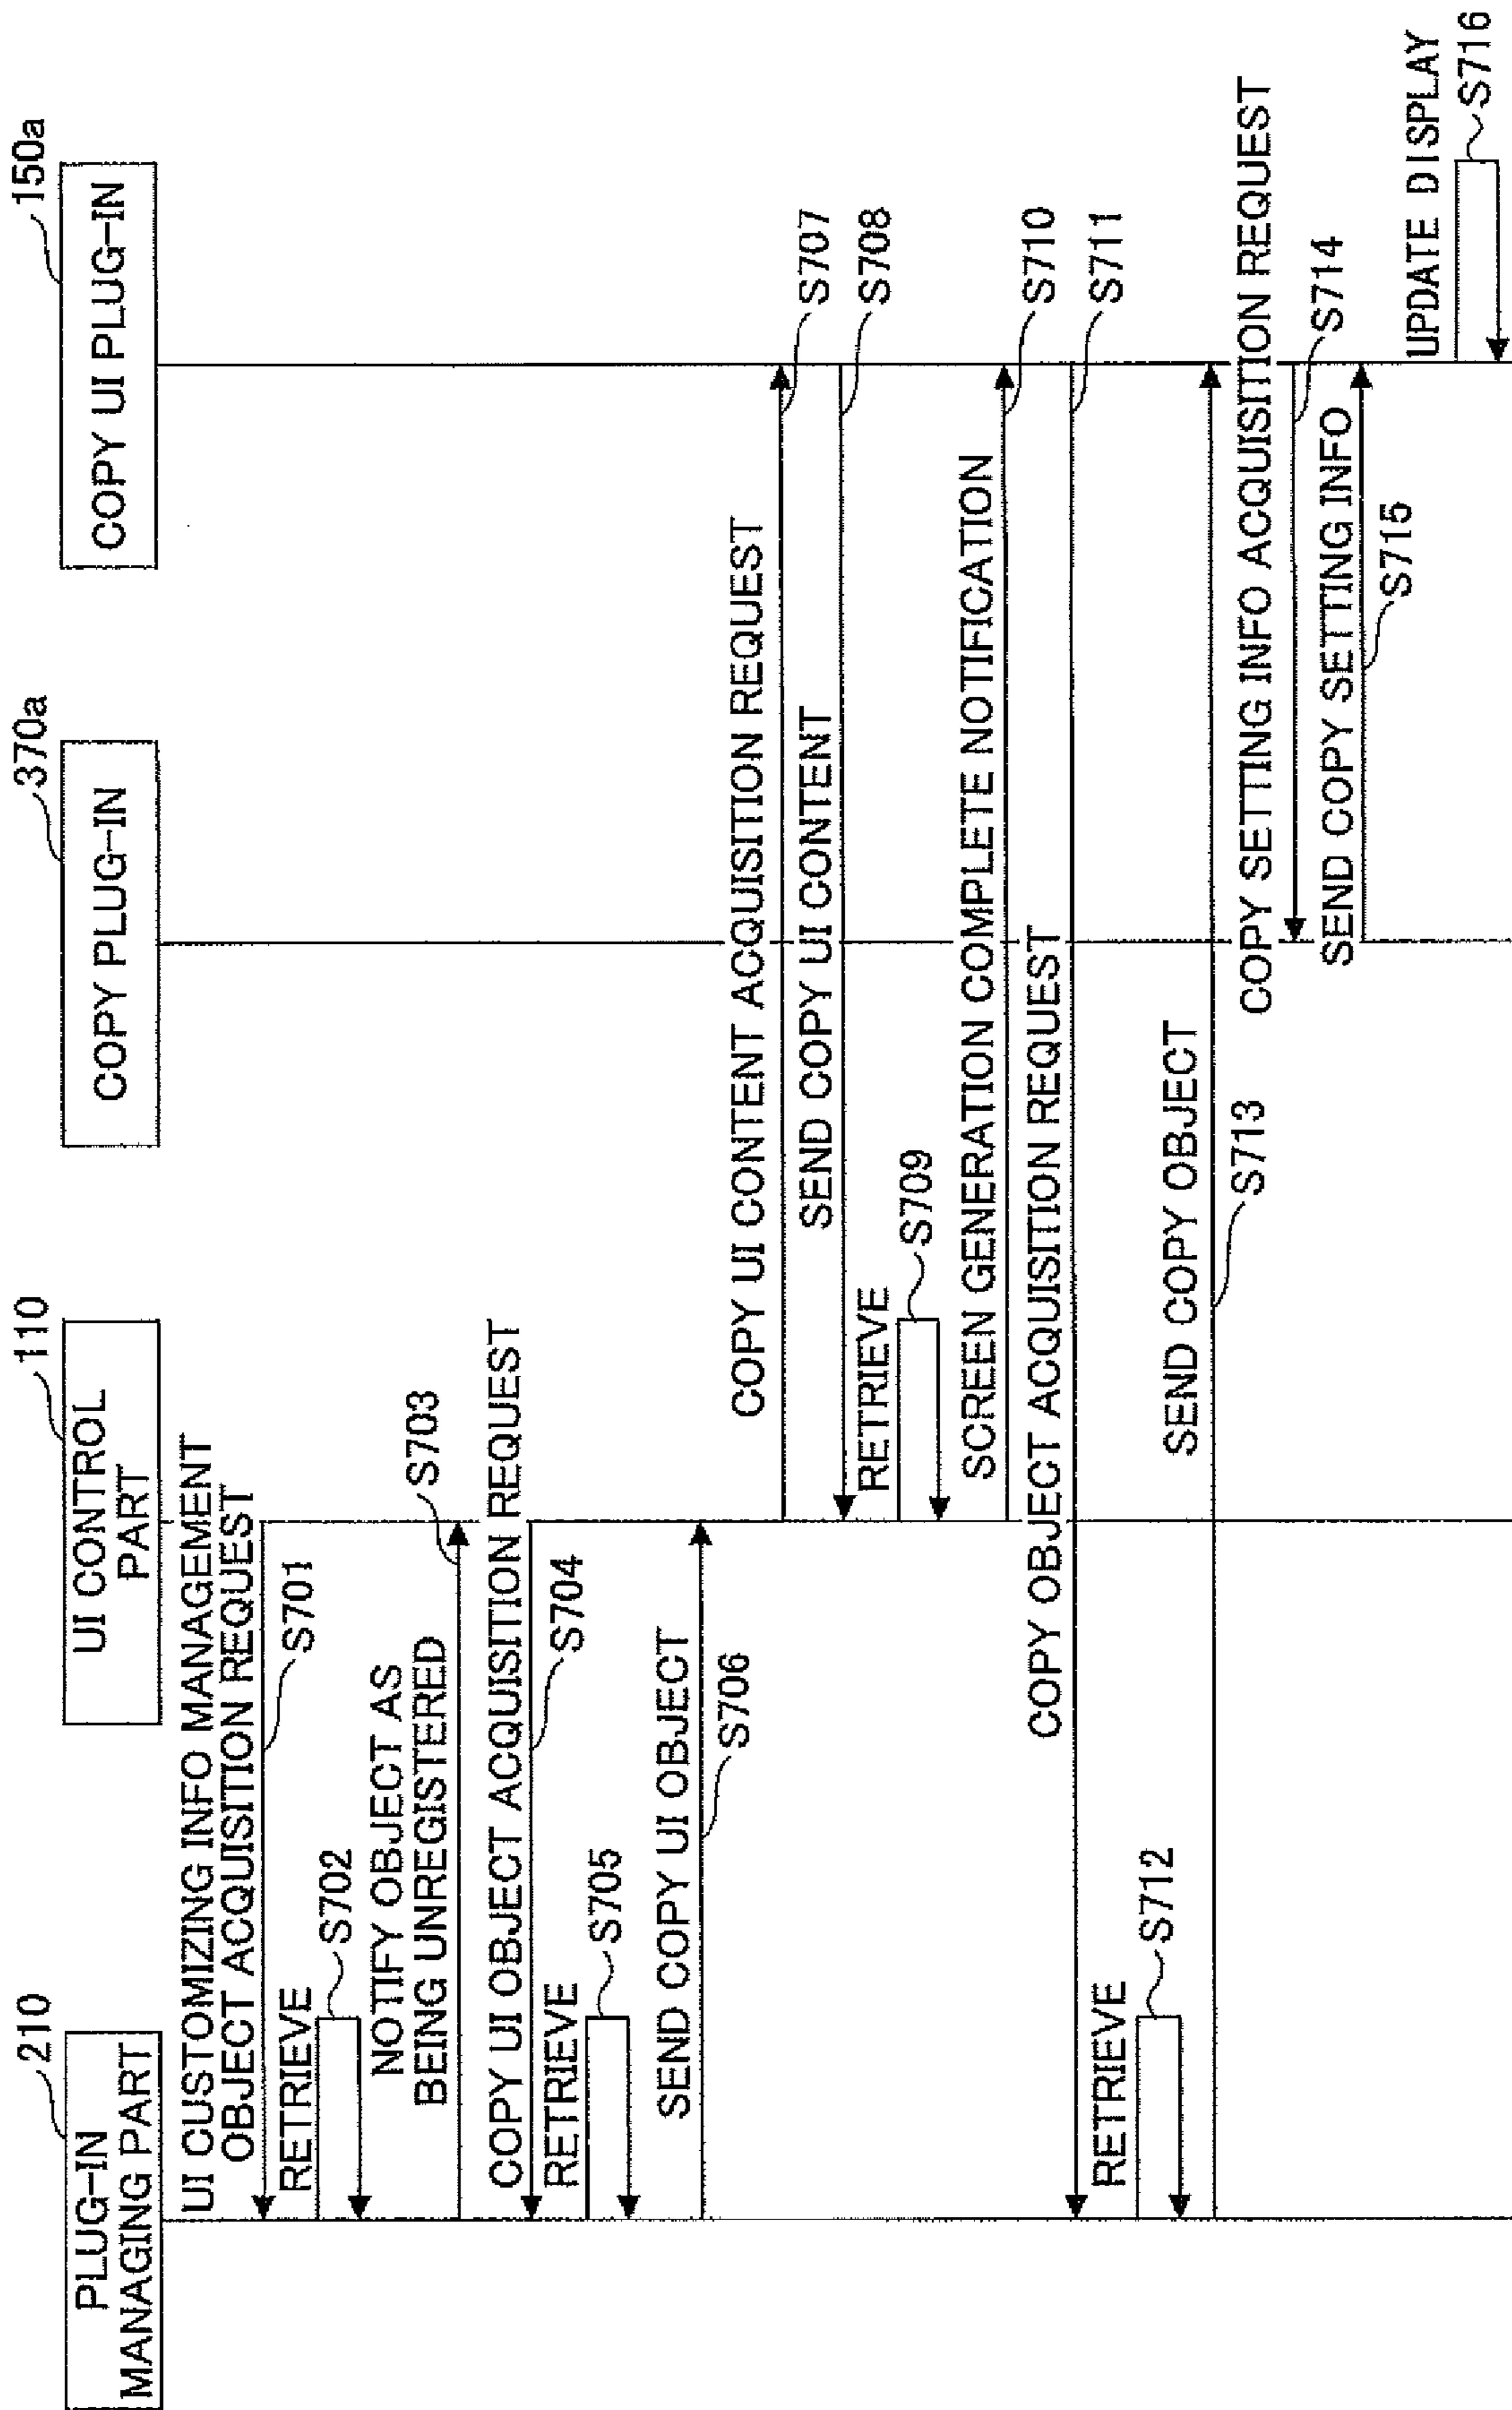 210
PLUG-IN
MANAGING PART
110
UI CONTROL
PART
370a
COPY PLUG-IN
150a
COPY UI PLUG-IN
UI CUSTOMIZING INFO MANAGEMENT
OBJECT ACQUISITION REQUEST
S701
RETRIEVE
S702
NOTIFY OBJECT AS
BEING UNREGISTERED
S703
COPY UI OBJECT ACQUISITION REQUEST
S704
RETRIEVE
S705
SEND COPY UI OBJECT
S706
COPY UI CONTENT ACQUISITION REQUEST
S707
SEND COPY UI CONTENT
S708
RETRIEVE
S709
SCREEN GENERATION COMPLETE NOTIFICATION
S710
COPY OBJECT ACQUISITION REQUEST
S711
RETRIEVE
S712
SEND COPY OBJECT
S713
COPY SETTING INFO ACQUISITION REQUEST
S714
SEND COPY SETTING INFO
S715
UPDATE DISPLAY
S716